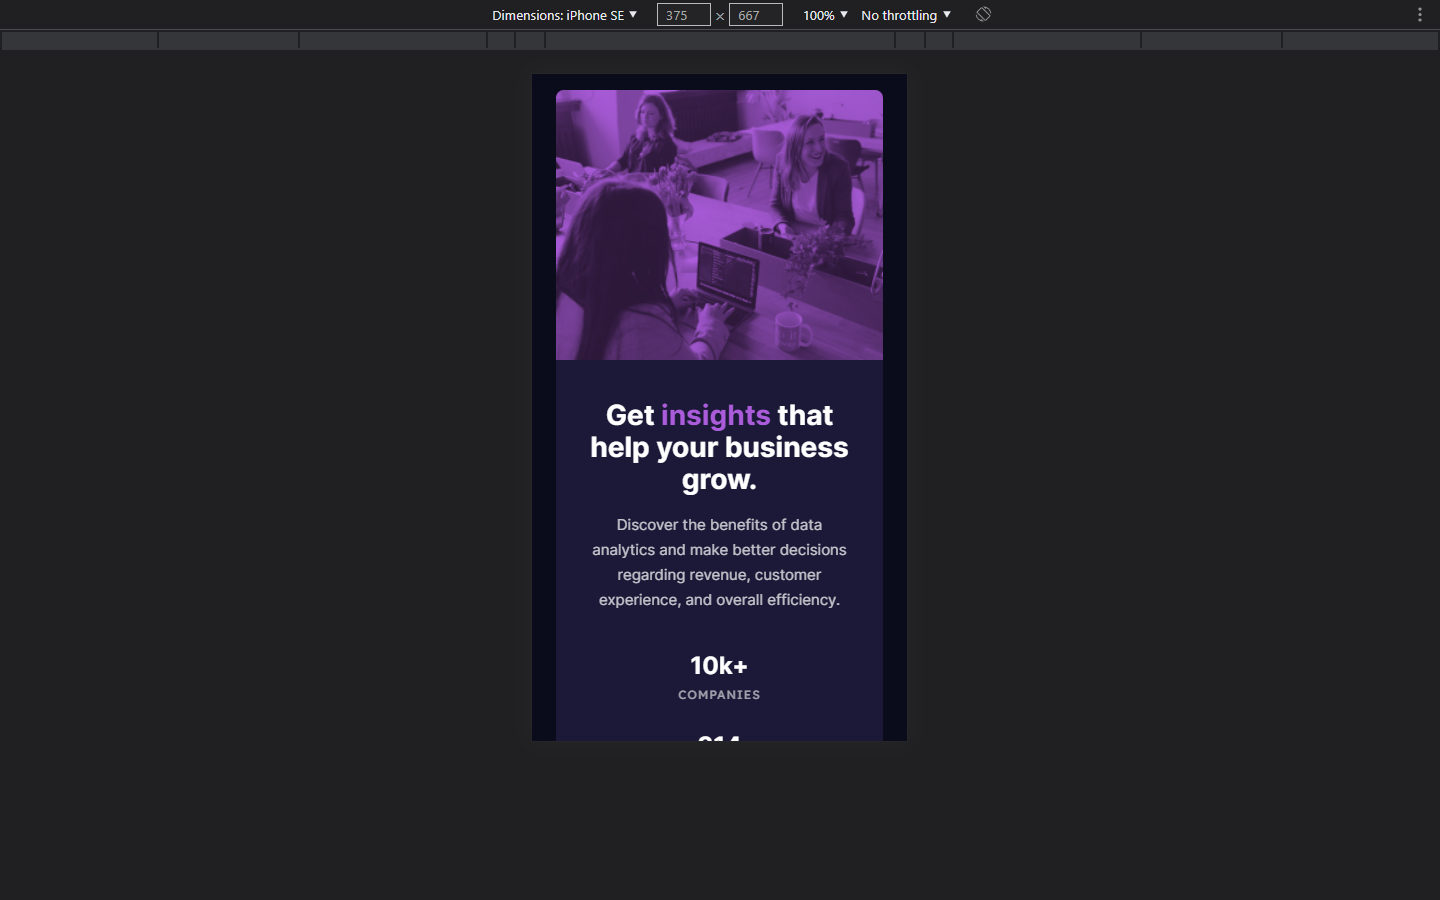 Dimensions: iPhone SE ▼ 375 × 667 100% ▼ No throttling ▼
Get insights that
help your business
grow.
Discover the benefits of data
analytics and make better decisions
regarding revenue, customer
experience, and overall efficiency.
10k+
COMPANIES